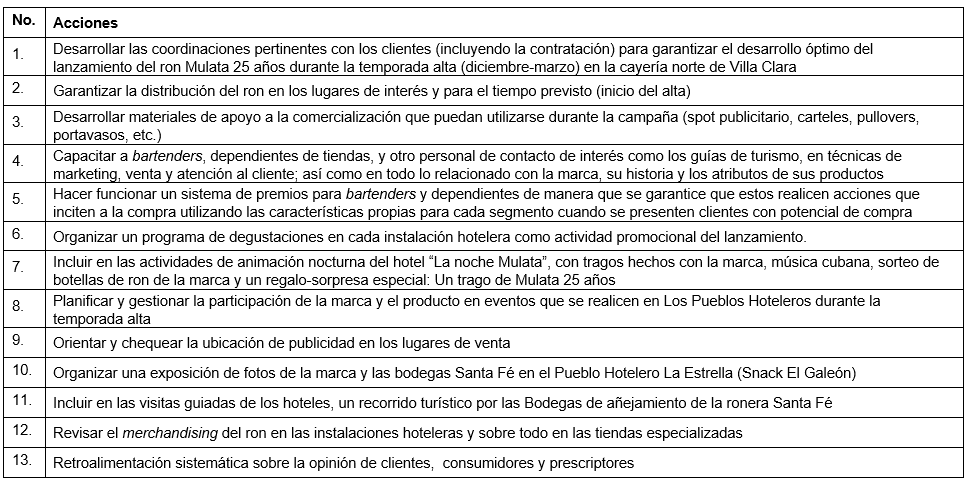 No. Acciones
1. Desarrollar las coordinaciones pertinentes con los clientes (incluyendo la contratación) para garantizar el desarrollo óptimo del
lanzamiento del ron Mulata 25 años durante la temporada alta (diciembre-marzo) en la cayería norte de Villa Clara
2. Garantizar la distribución del ron en los lugares de interés y para el tiempo previsto (inicio del alta)
3. Desarrollar materiales de apoyo a la comercialización que puedan utilizarse durante la campaña (spot publicitario, carteles, pullovers,
portavasos, etc.)
4. Capacitar a bartenders, dependientes de tiendas, y otro personal de contacto de interés como los guías de turismo, en técnicas de
marketing, venta y atención al cliente; así como en todo lo relacionado con la marca, su historia y los atributos de sus productos
5. Hacer funcionar un sistema de premios para bartenders y dependientes de manera que se garantice que estos realicen acciones que
inciten a la compra utilizando las características propias para cada segmento cuando se presenten clientes con potencial de compra
6. Organizar un programa de degustaciones en cada instalación hotelera como actividad promocional del lanzamiento.
7. Incluir en las actividades de animación nocturna del hotel “La noche Mulata”, con tragos hechos con la marca, música cubana, sorteo de
botellas de ron de la marca y un regalo-sorpresa especial: Un trago de Mulata 25 años
8. Planificar y gestionar la participación de la marca y el producto en eventos que se realicen en Los Pueblos Hoteleros durante la
temporada alta
9. Orientar y chequear la ubicación de publicidad en los lugares de venta
10. Organizar una exposición de fotos de la marca y las bodegas Santa Fé en el Pueblo Hotelero La Estrella (Snack El Galeón)
11. Incluir en las visitas guiadas de los hoteles, un recorrido turístico por las Bodegas de añejamiento de la ronera Santa Fé
12. Revisar el merchandising del ron en las instalaciones hoteleras y sobre todo en las tiendas especializadas
13. Retroalimentación sistemática sobre la opinión de clientes, consumidores y prescriptores